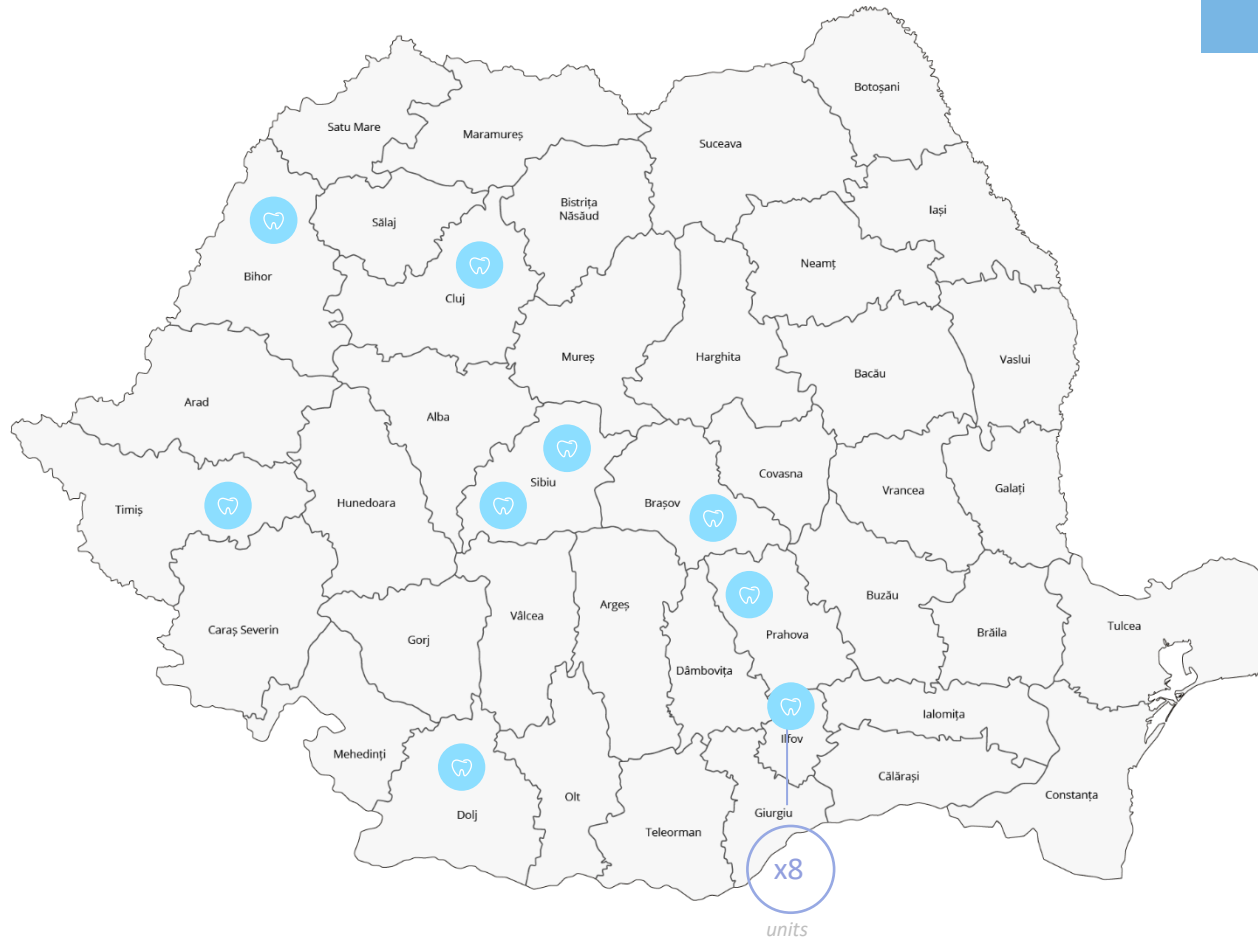 Botoșani
Satu Mare
Maramureș
Suceava
Bistrița
Năsăud
Iași
Sălaj
Neamț
Bihor
Cluj
Mureș
Harghita
Vaslui
Bacău
Arad
Alba
Covasna
Sibiu
Vrancea
Galați
Timiș
Hunedoara
Brașov
Buzău
Argeș
Vâlcea
Tulcea
Caraș Severin
Gorj
Prahova
Brăila
Dâmbovița
Ialomița
Ilfov
Mehedinți
Călărași
Constanța
Olt
Dolj
Giurgiu
Teleorman
x8
units